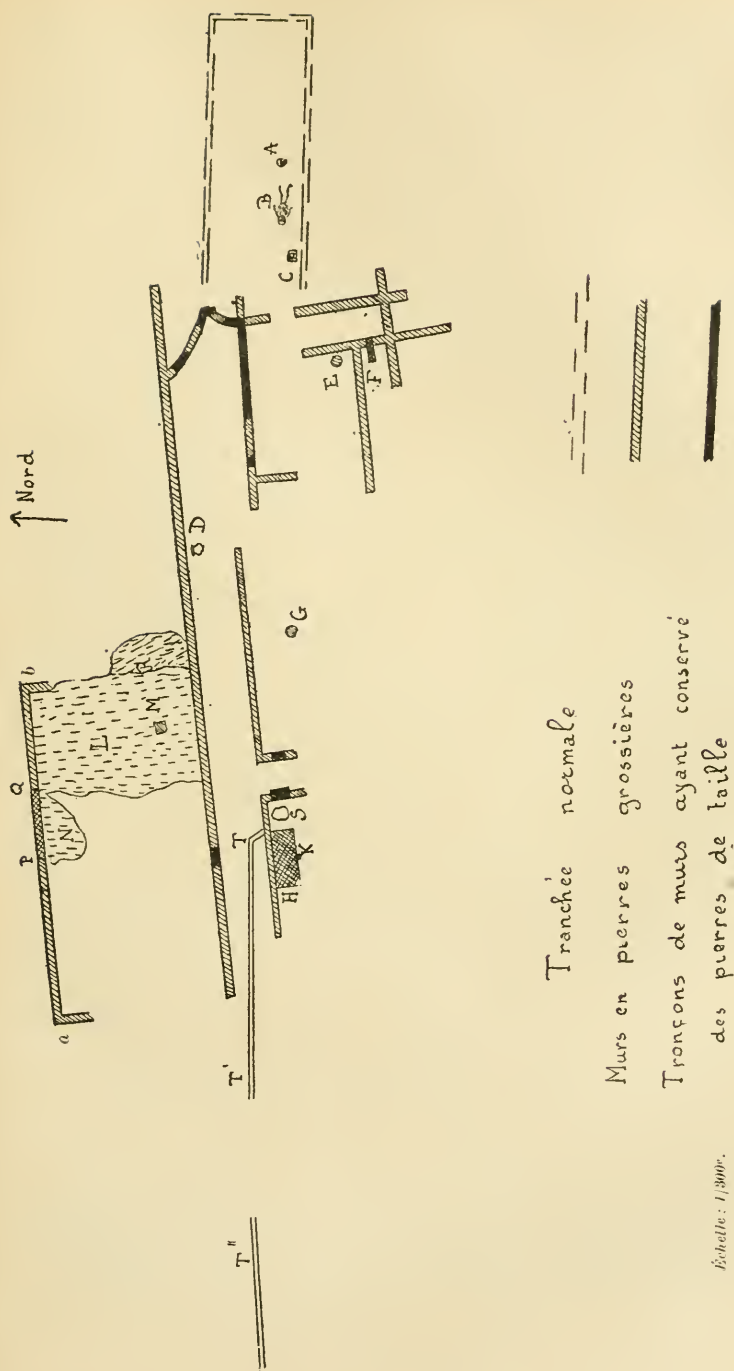 Nord
a
P
Q
b
N
L
M
R
D
T"
T'
T
H
K
O
S
G
E
F
C
B
A
Tranchée normale
Murs en pierres grossières
Tronçons de murs ayant conservé
des pierres de taille
Échelle : 1/300e.